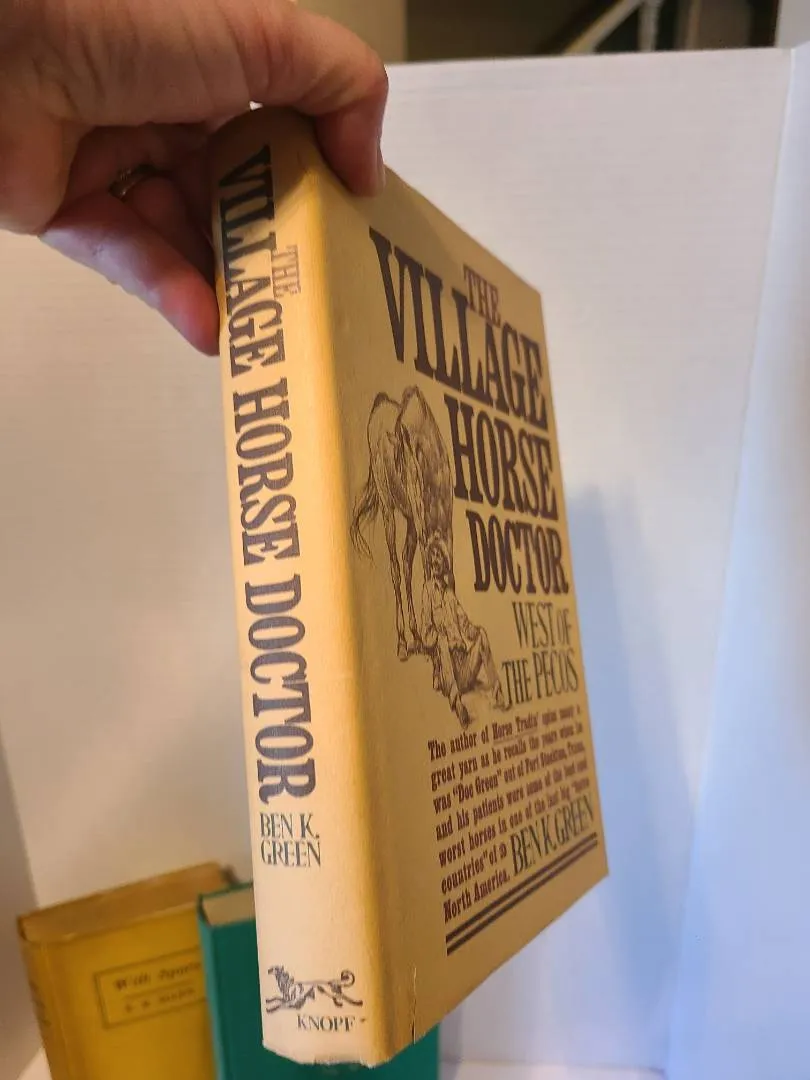 THE
VILLAGE HORSE DOCTOR
BEN K.
GREEN
KNOPF
THE
VILLAGE
HORSE
DOCTOR
WEST OF
THE PECOS
The author of Horse Tradin' spins many a
great yarn as he recalls the years when he
was "Doc Green" out of Fort Stockton, Texas,
and his patients were some of the best and
worst horses in one of the last big "horse
countries" of
North America.
BEN K. GREEN